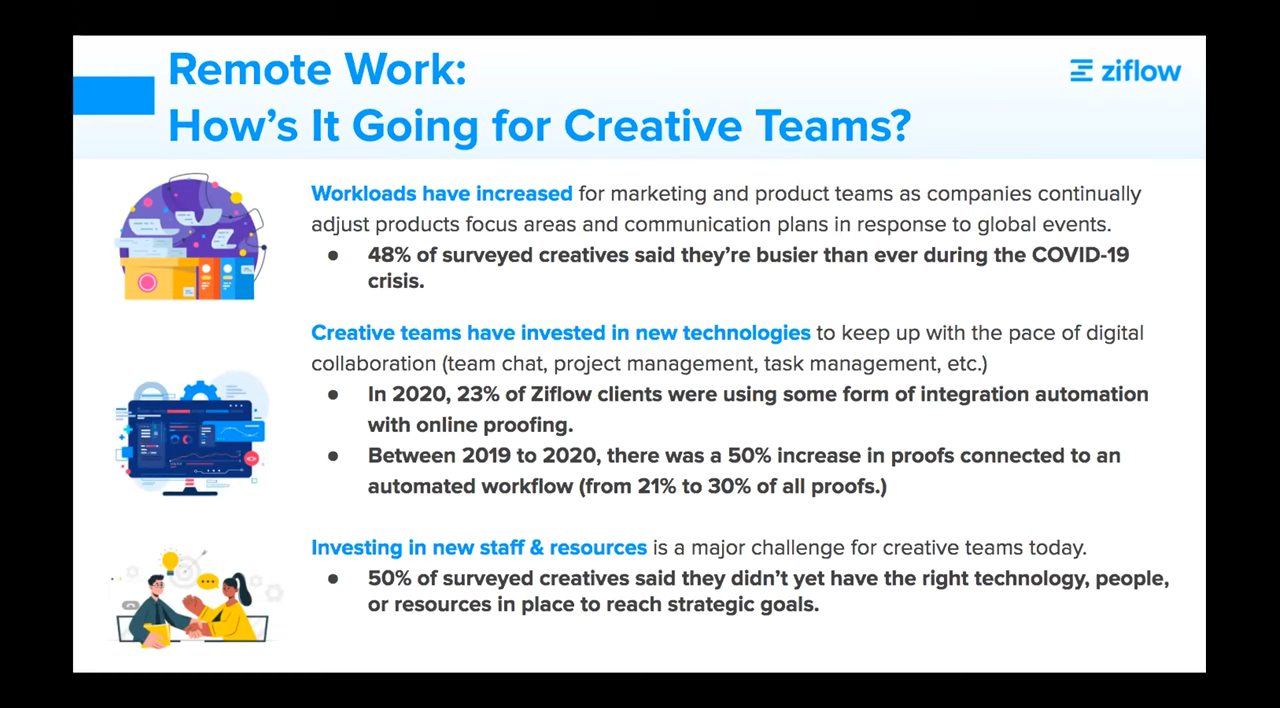 Remote Work:
How's It Going for Creative Teams?
ziflow
Workloads have increased for marketing and product teams as companies continually
adjust products focus areas and communication plans in response to global events.
● 48% of surveyed creatives said they're busier than ever during the COVID-19
crisis.
Creative teams have invested in new technologies to keep up with the pace of digital
collaboration (team chat, project management, task management, etc.)
● In 2020, 23% of Ziflow clients were using some form of integration automation
with online proofing.
● Between 2019 to 2020, there was a 50% increase in proofs connected to an
automated workflow (from 21% to 30% of all proofs.)
Investing in new staff & resources is a major challenge for creative teams today.
● 50% of surveyed creatives said they didn't yet have the right technology, people,
or resources in place to reach strategic goals.